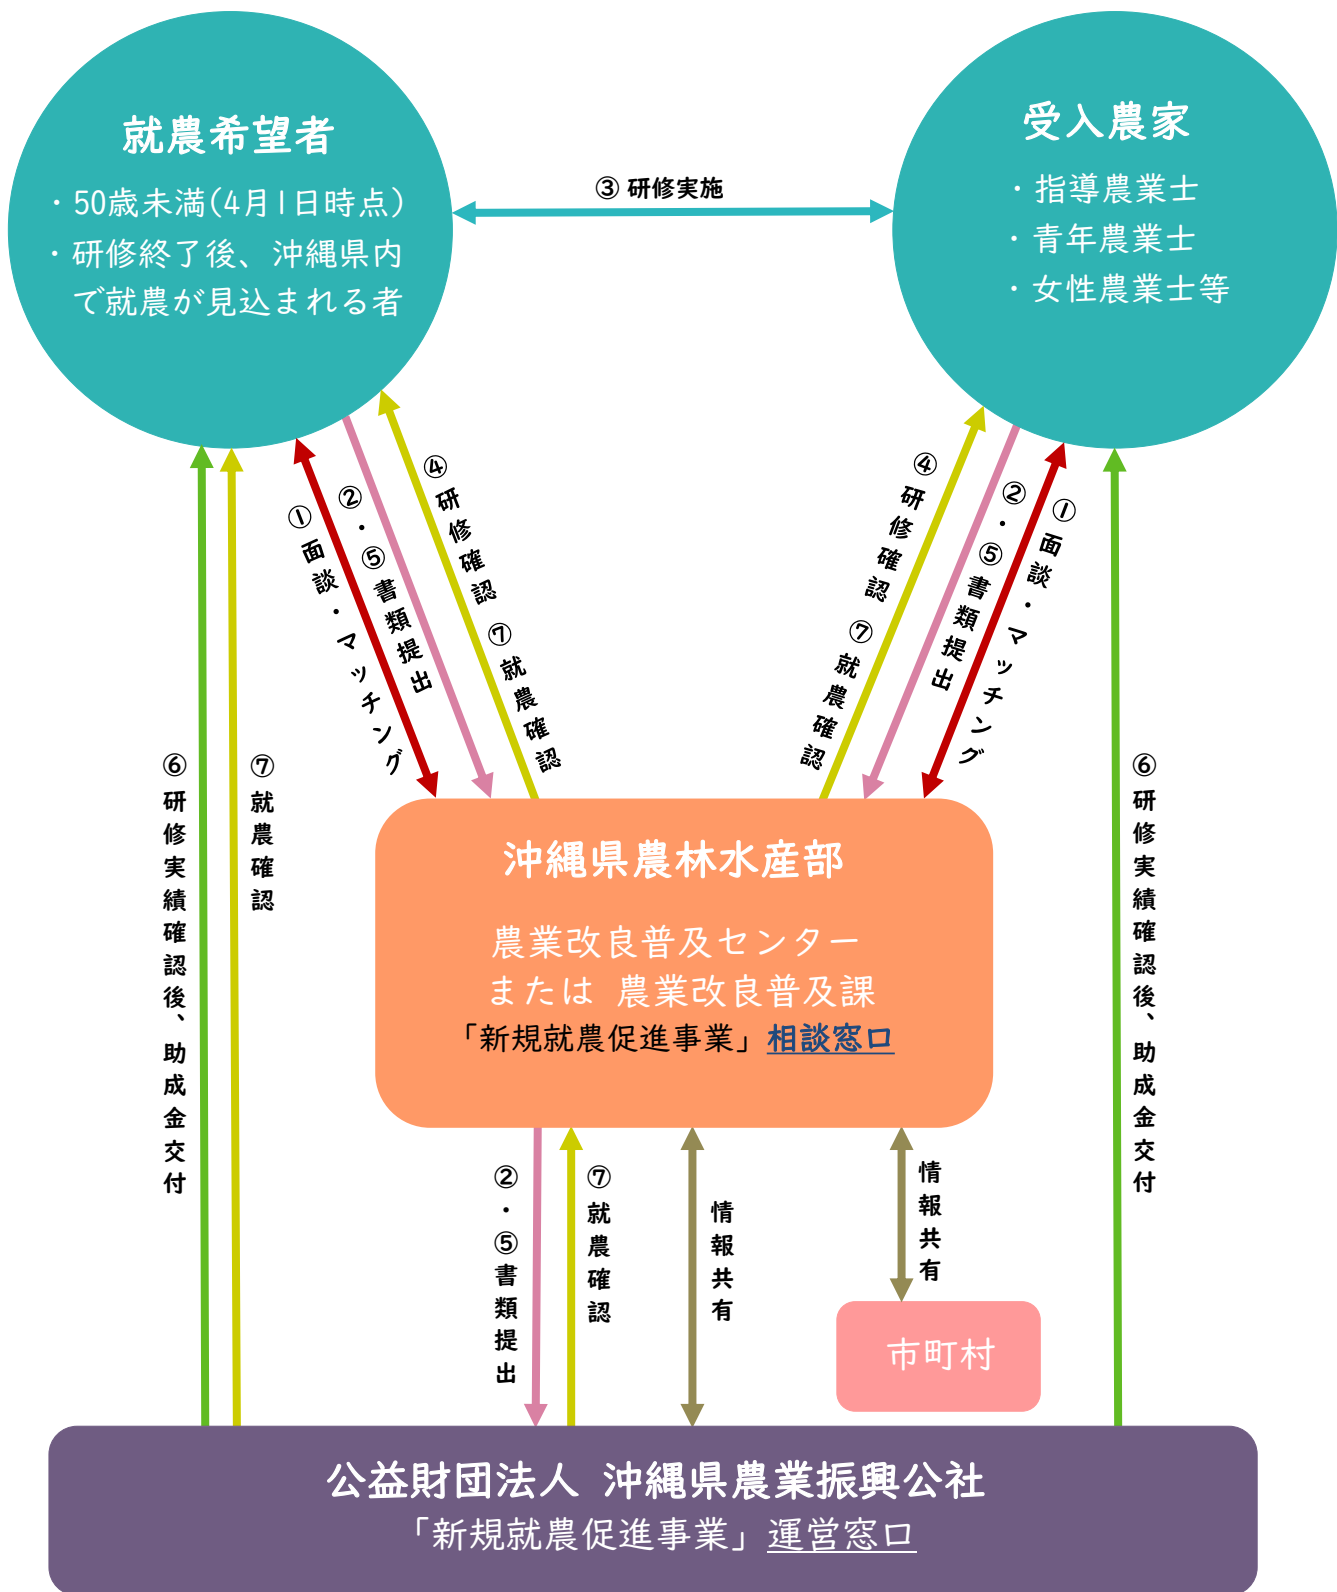 就農希望者
・50歳未満(4月1日時点)
・研修終了後、沖縄県内
で就農が見込まれる者
受入農家
・指導農業士
・青年農業士
・女性農業士等
③ 研修実施
①面談・マッチング
②・⑤書類提出
④研修確認 ⑦就農確認
④研修確認 ⑦就農確認
②・⑤書類提出
①面談・マッチング
⑥研修実績確認後、助成金交付
⑦就農確認
⑥研修実績確認後、助成金交付
沖縄県農林水産部
農業改良普及センター
または 農業改良普及課
「新規就農促進事業」相談窓口
②・⑤書類提出
⑦就農確認
情報共有
情報共有
市町村
公益財団法人 沖縄県農業振興公社
「新規就農促進事業」運営窓口